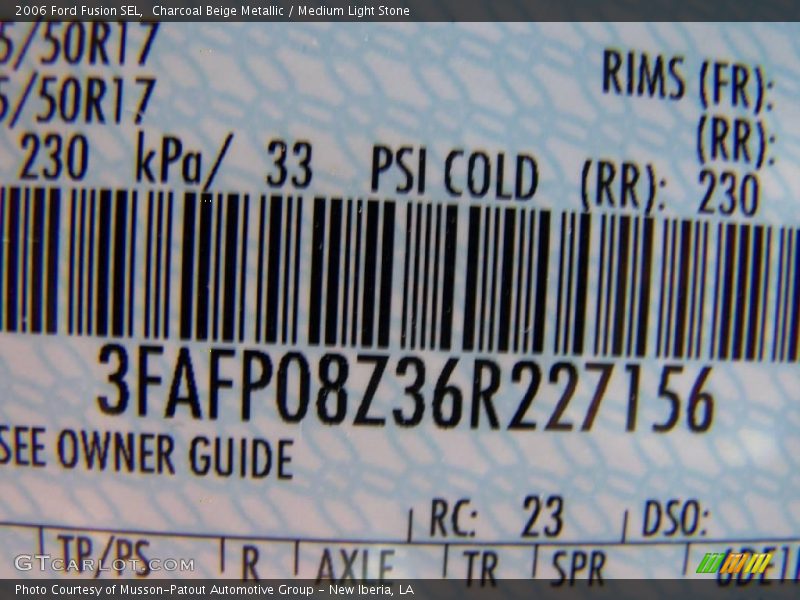 2006 Ford Fusion SEL, Charcoal Beige Metallic / Medium Light Stone
5/50R17
RIMS (FR):
5/50R17
(RR):
230 kPa/ 33 PSI COLD (RR): 230
3FAFP08Z36R227156
SEE OWNER GUIDE
RC: 23 DSO:
TP/PS R AXLE TR SPR
GTCARLOT.COM
Photo Courtesy of Musson-Patout Automotive Group - New Iberia, LA